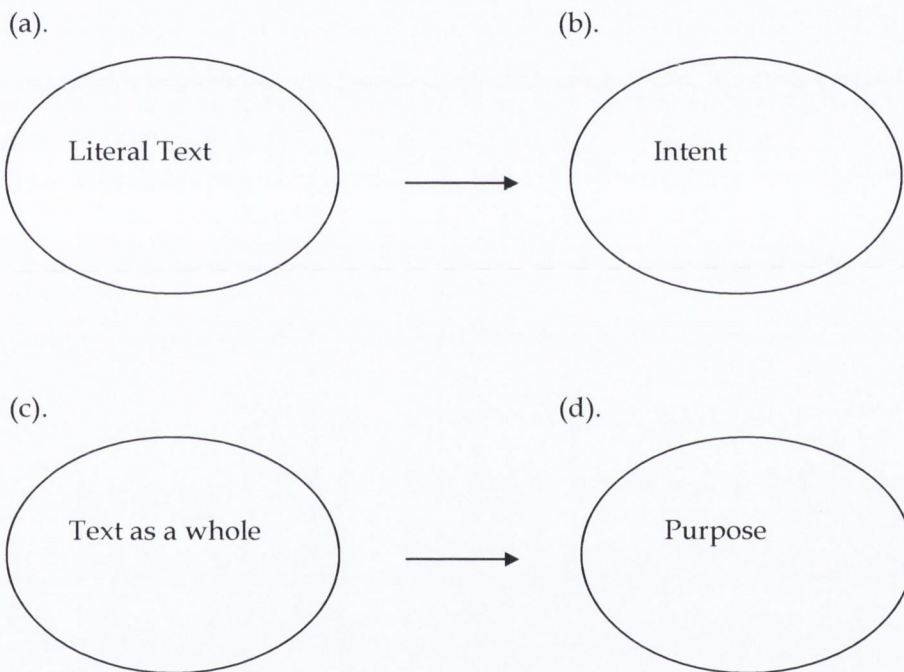 (a).
(b).
Literal Text
Intent
(c).
(d).
Text as a whole
Purpose